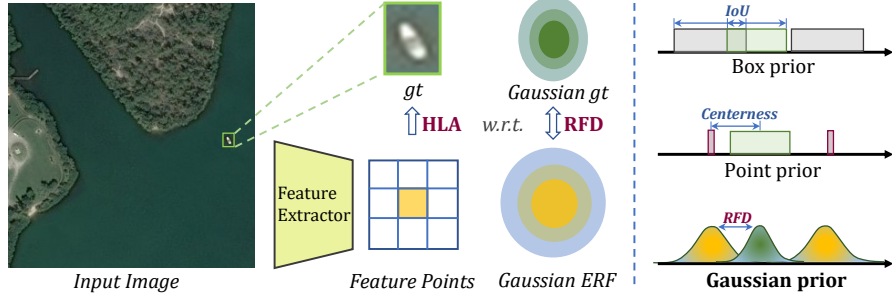 IoU
Box prior
gt
Gaussian gt
HLA
w.r.t.
RFD
Centerness
Point prior
Feature
Extractor
RFD
Input Image
Feature Points
Gaussian ERF
Gaussian prior